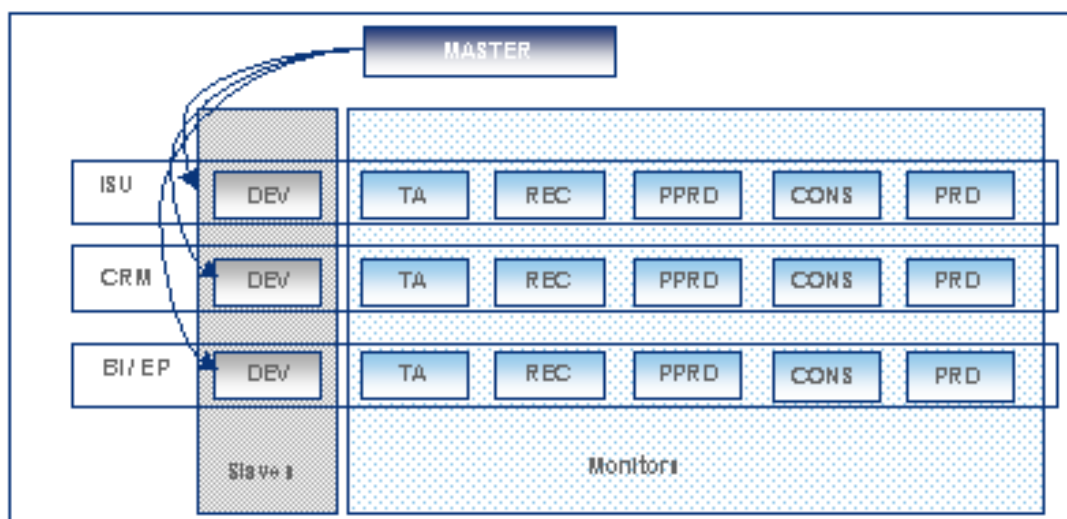 MASTER
ISU DEV TA REC PPRD CONS PRD
CRM DEV TA REC PPRD CONS PRD
BI/EP DEV TA REC PPRD CONS PRD
Slaves Monitors